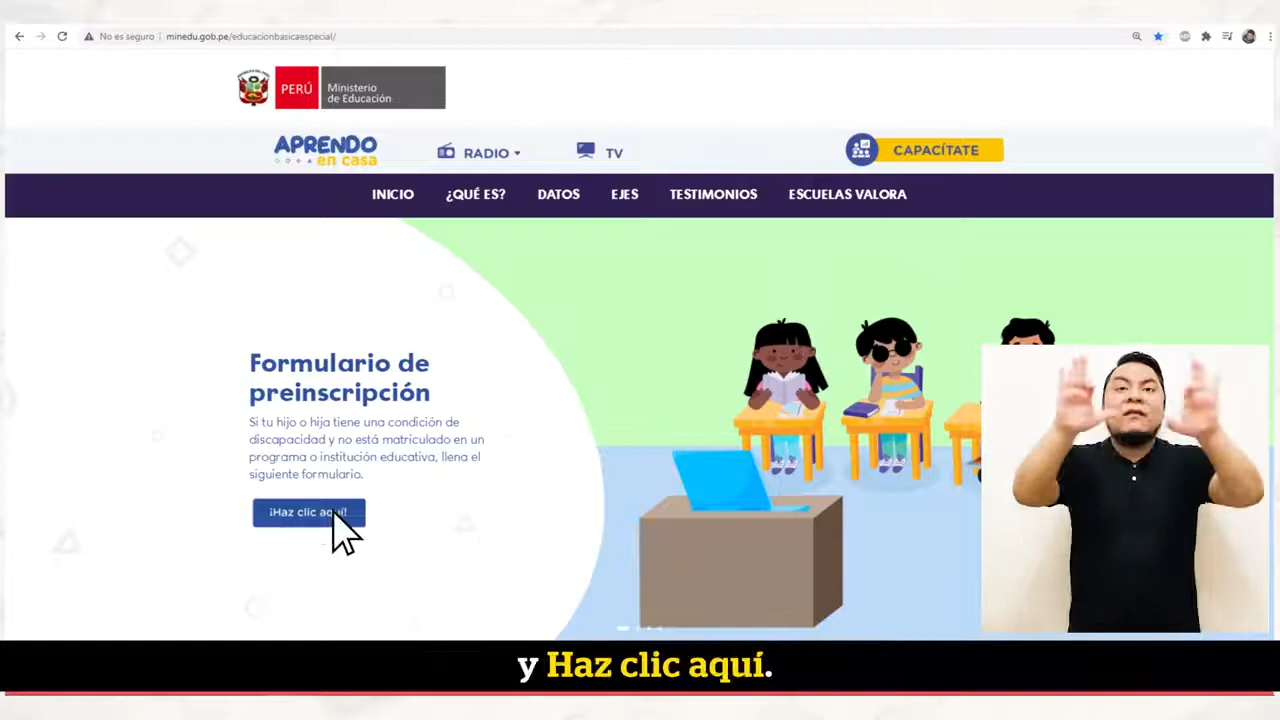 No es seguro minedu.gob.pe/educacionbasicaespecial/
PERÚ
Ministerio
de Educación
APRENDO
en casa
RADIO
TV
CAPACÍTATE
INICIO ¿QUÉ ES? DATOS EJES TESTIMONIOS ESCUELAS VALORA
Formulario de
preinscripción
Si tu hijo o hija tiene una condición de
discapacidad y no está matriculado en un
programa o institución educativa, llena el
siguiente formulario.
¡Haz clic aquí!
y Haz clic aquí.